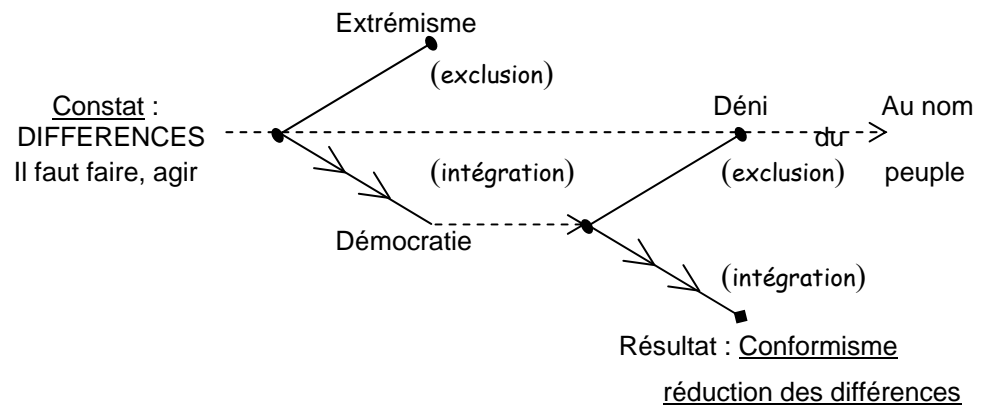 Extrémisme
(exclusion)
Constat :
DIFFERENCES
Il faut faire, agir
Déni
Au nom
du
peuple
(intégration)
(exclusion)
Démocratie
(intégration)
Résultat : Conformisme
réduction des différences